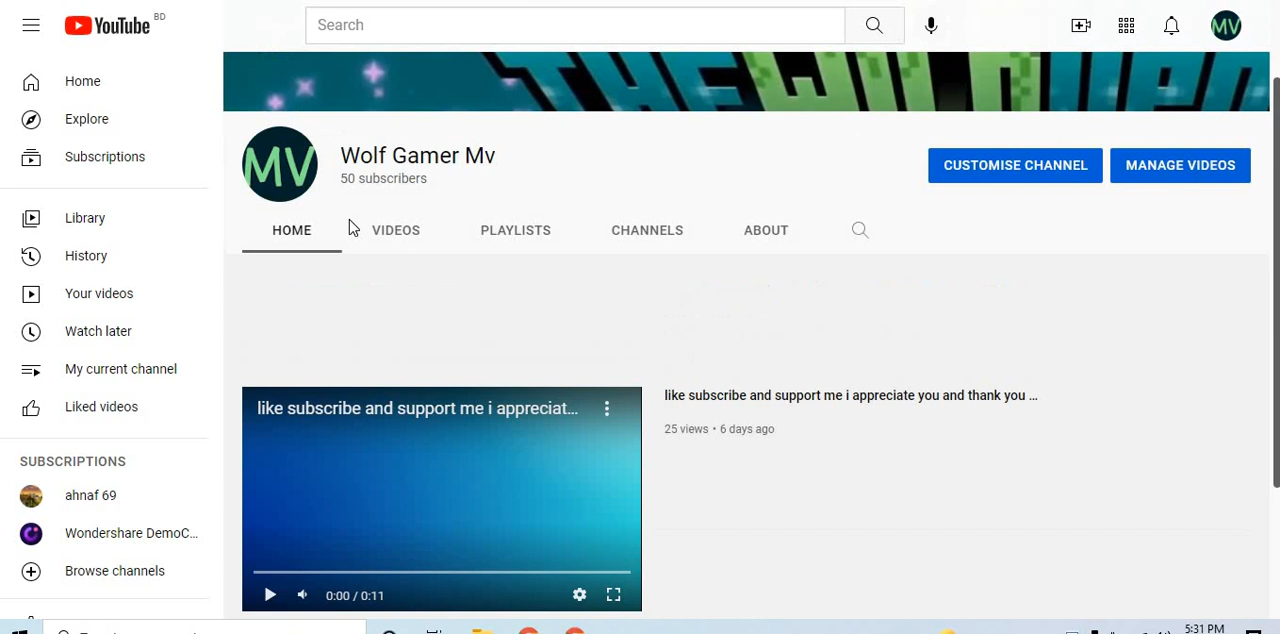 YouTube BD
Search
MV
Home
Explore
Subscriptions
Library
History
Your videos
Watch later
My current channel
Liked videos
SUBSCRIPTIONS
ahnaf 69
Wondershare DemoC...
Browse channels
MV
Wolf Gamer Mv
50 subscribers
CUSTOMISE CHANNEL
MANAGE VIDEOS
HOME
VIDEOS
PLAYLISTS
CHANNELS
ABOUT
like subscribe and support me i appreciat...
0:00 / 0:11
like subscribe and support me i appreciate you and thank you ...
25 views • 6 days ago
5:31 PM